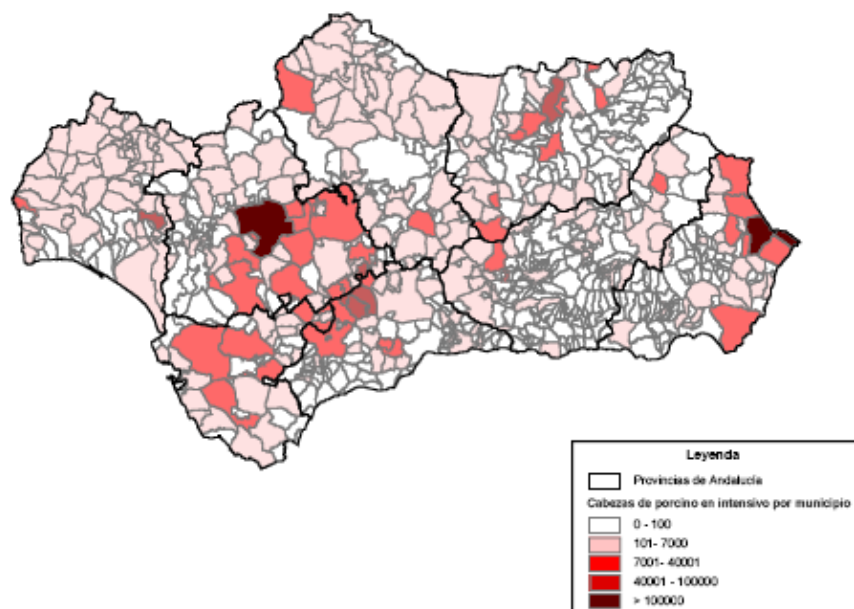 Leyenda
Provincias de Andalucía
Cabezas de porcino en intensivo por municipio
0 - 100
101- 7000
7001- 40001
40001 - 100000
> 100000